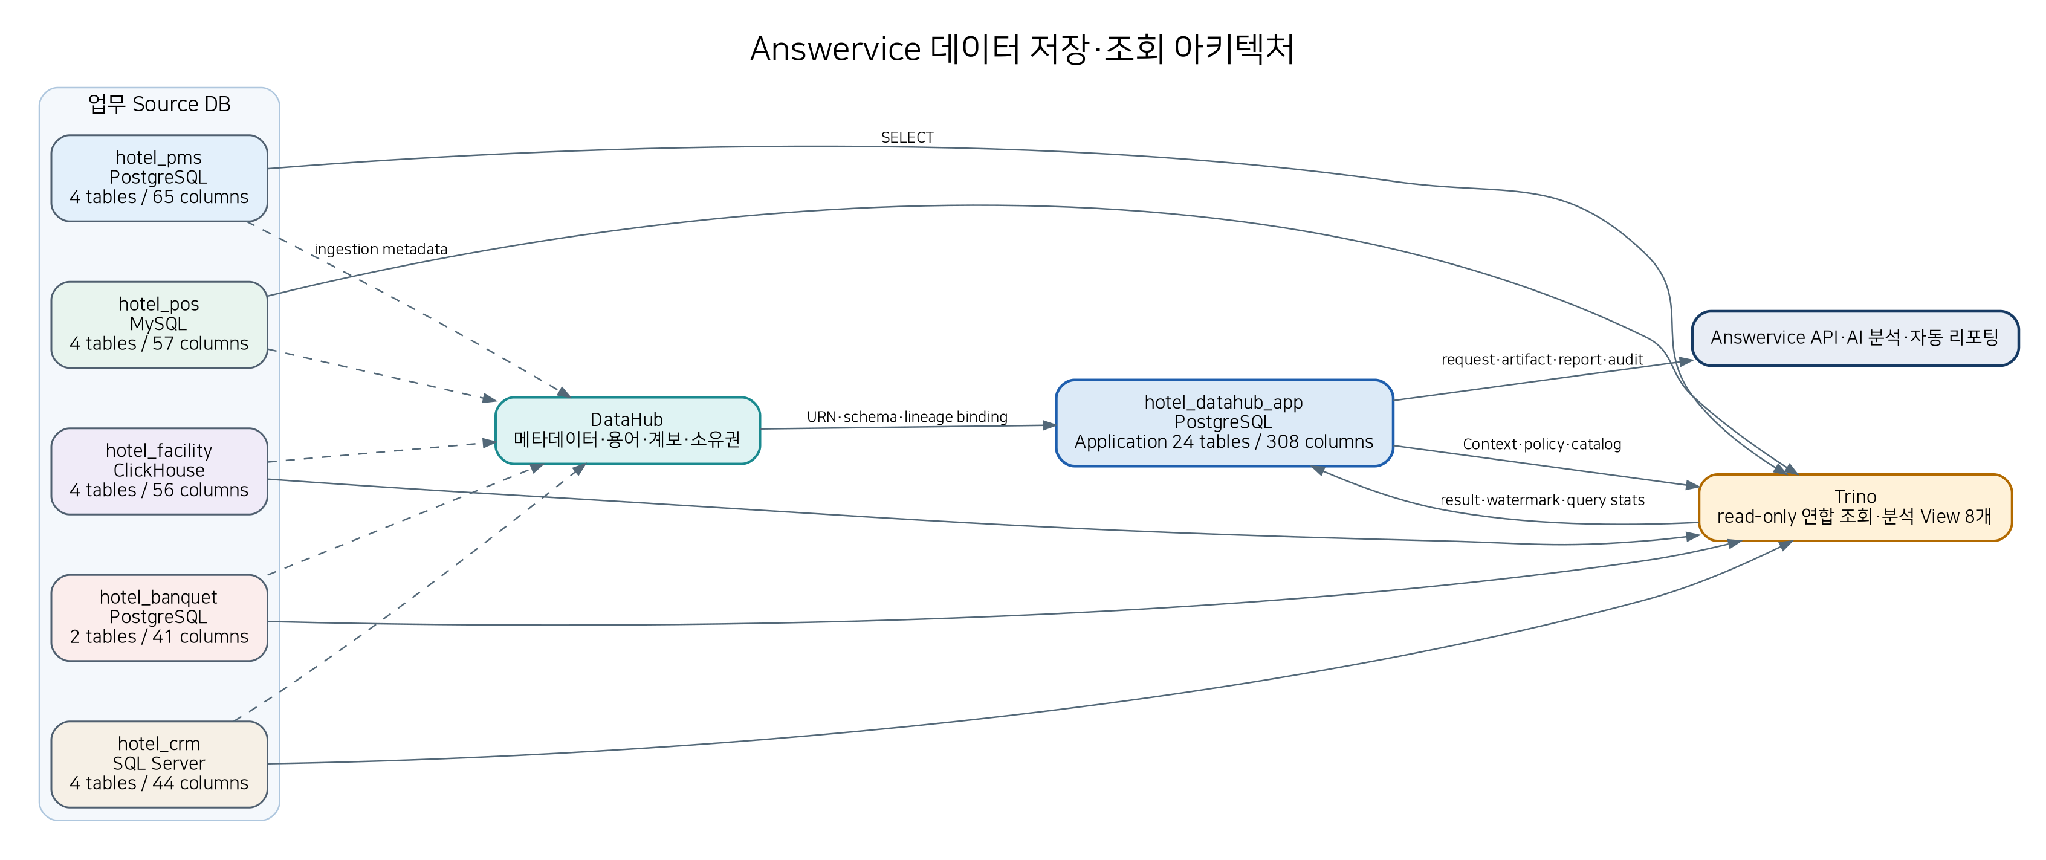 Answervice 데이터 저장·조회 아키텍처
업무 Source DB
hotel_pms
PostgreSQL
4 tables / 65 columns
hotel_pos
MySQL
4 tables / 57 columns
hotel_facility
ClickHouse
4 tables / 56 columns
hotel_banquet
PostgreSQL
2 tables / 41 columns
hotel_crm
SQL Server
4 tables / 44 columns
SELECT
ingestion metadata
DataHub
메타데이터·용어·계보·소유권
URN·schema·lineage binding
hotel_datahub_app
PostgreSQL
Application 24 tables / 308 columns
request·artifact·report·audit
Context·policy·catalog
result·watermark·query stats
Answervice API·AI 분석·자동 리포팅
Trino
read-only 연합 조회·분석 View 8개